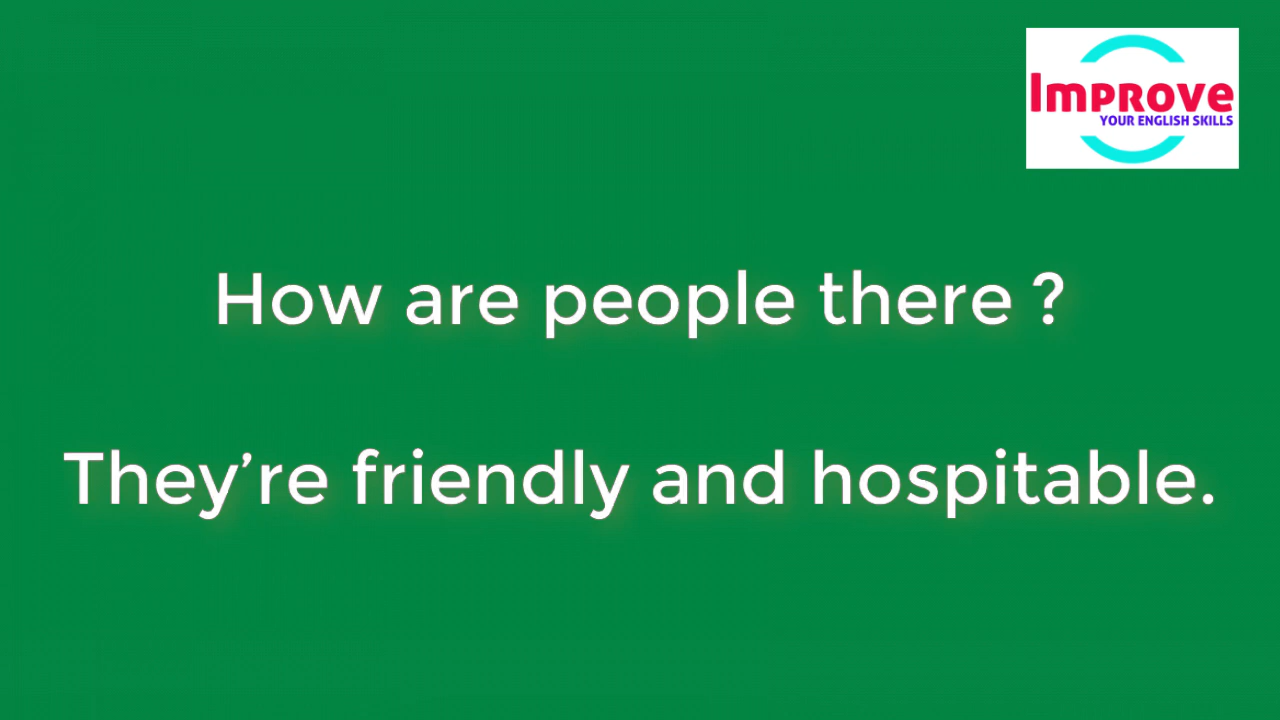 Improve
YOUR ENGLISH SKILLS
How are people there ?
They’re friendly and hospitable.